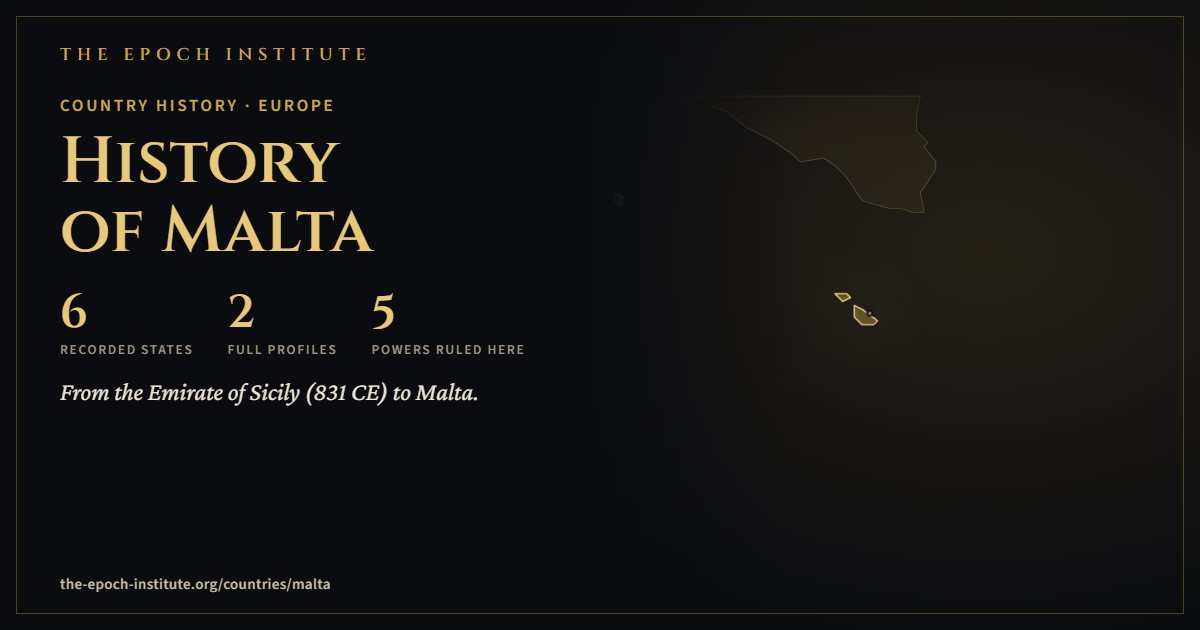 THE EPOCH INSTITUTE
COUNTRY HISTORY · EUROPE
History
of Malta
6 2 5
RECORDED STATES FULL PROFILES POWERS RULED HERE
From the Emirate of Sicily (831 CE) to Malta.
the-epoch-institute.org/countries/malta